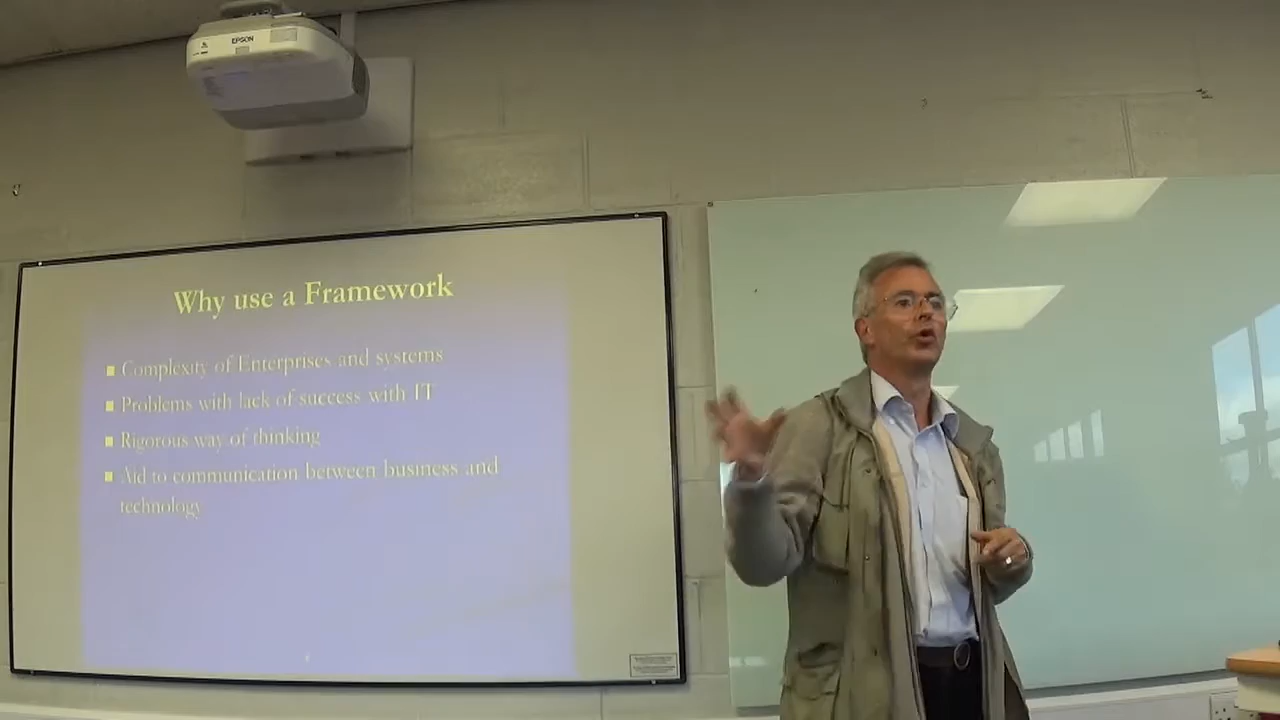 EPSON
Why use a Framework
Complexity of Enterprises and systems
Problems with lack of success with IT
Rigorous way of thinking
Aid to communication between business and
technology